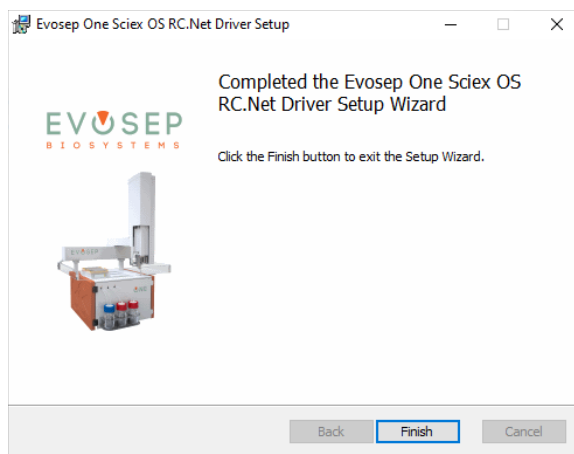 Evosep One Sciex OS RC.Net Driver Setup
Completed the Evosep One Sciex OS
RC.Net Driver Setup Wizard
EVOSEP
BIOSYSTEMS
Click the Finish button to exit the Setup Wizard.
EVOSEP
Back
Finish
Cancel